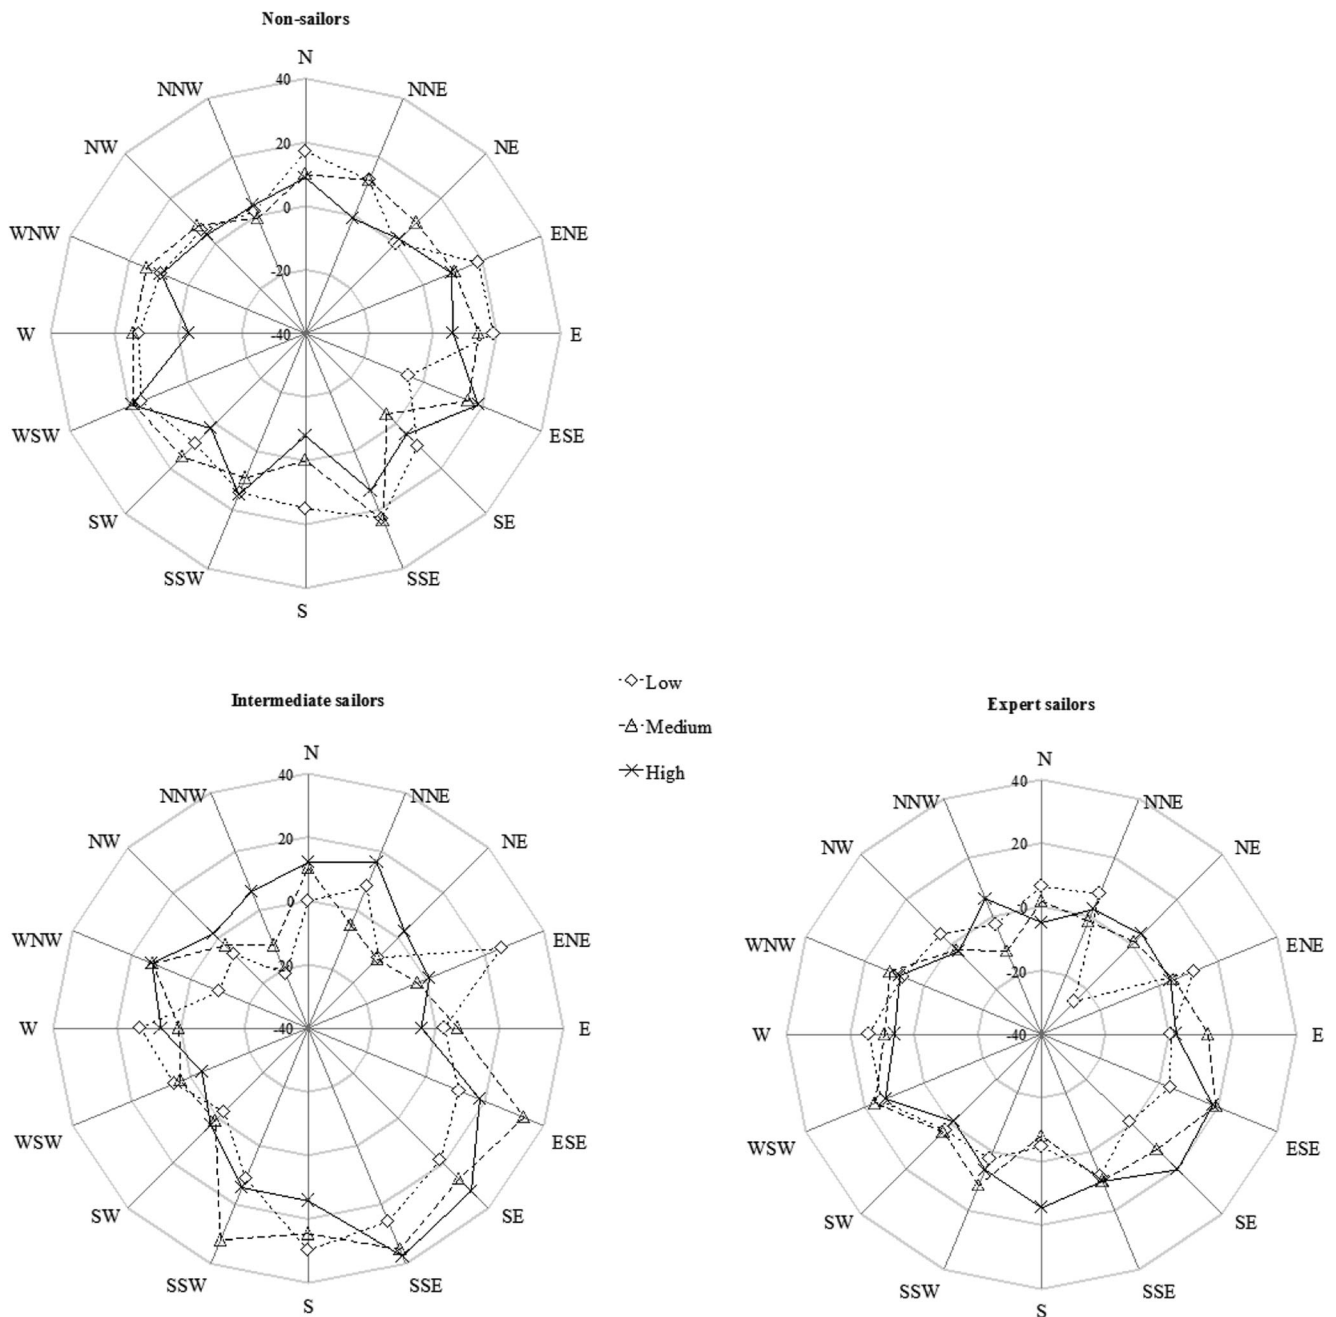 Non-sailors
N
40
NNW
NNE
NW
20
NE
0
WNW
ENE
-20
W
-40
E
WSW
ESE
SW
SE
SSW
SSE
S
Low
Medium
High
Intermediate sailors
N
40
NNW
NNE
NW
20
NE
0
WNW
ENE
20
W
-40
E
WSW
ESE
SW
SE
SSW
SSE
S
Expert sailors
N
40
NNW
NNE
NW
20
NE
0
WNW
ENE
-20
W
-40
E
WSW
ESE
SW
SE
SSW
SSE
S